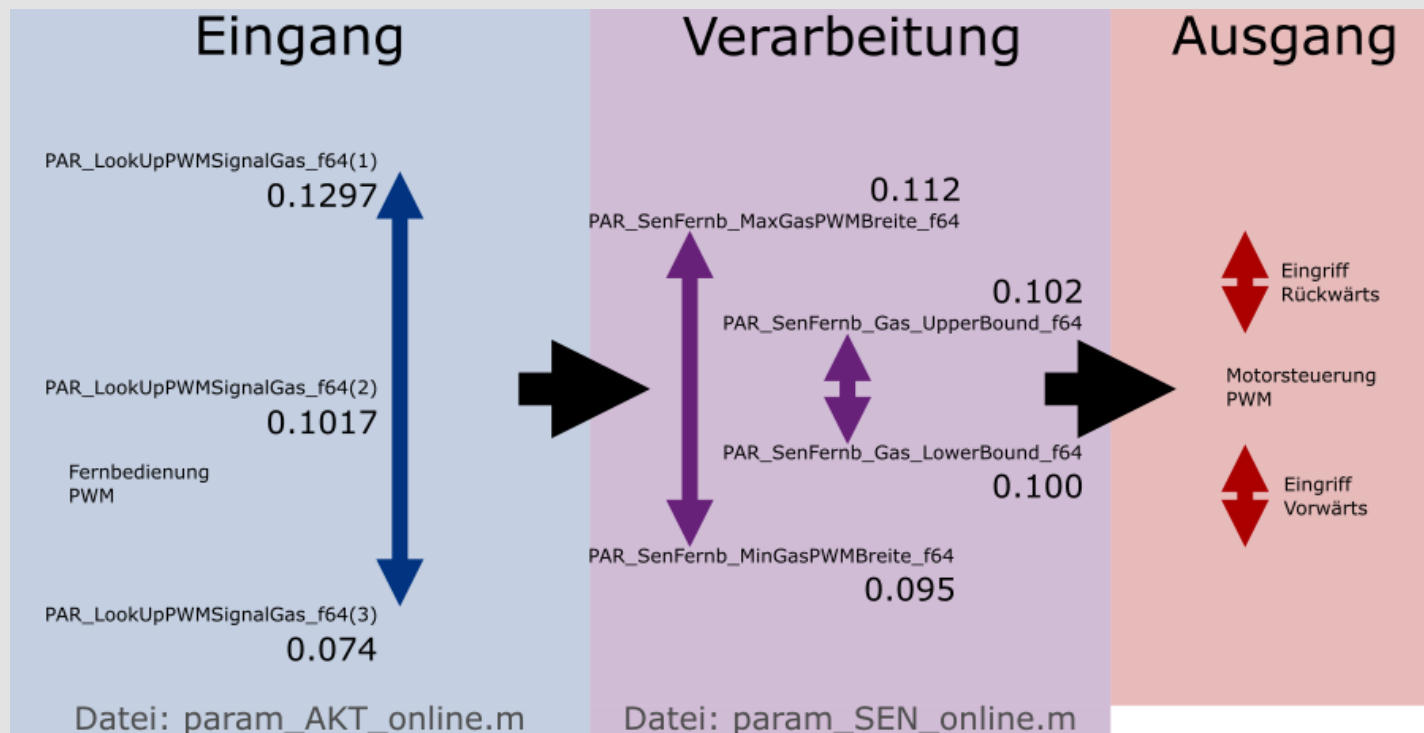 Eingang
PAR_LookUpPWMSignalGas_f64(1)
0.1297
PAR_LookUpPWMSignalGas_f64(2)
0.1017
Fernbedienung
PWM
PAR_LookUpPWMSignalGas_f64(3)
0.074
Datei: param_AKT_online.m
Verarbeitung
0.112
PAR_SenFernb_MaxGasPWMBreite_f64
0.102
PAR_SenFernb_Gas_UpperBound_f64
PAR_SenFernb_Gas_LowerBound_f64
0.100
PAR_SenFernb_MinGasPWMBreite_f64
0.095
Datei: param_SEN_online.m
Ausgang
Eingriff
Rückwärts
Motorsteuerung
PWM
Eingriff
Vorwärts